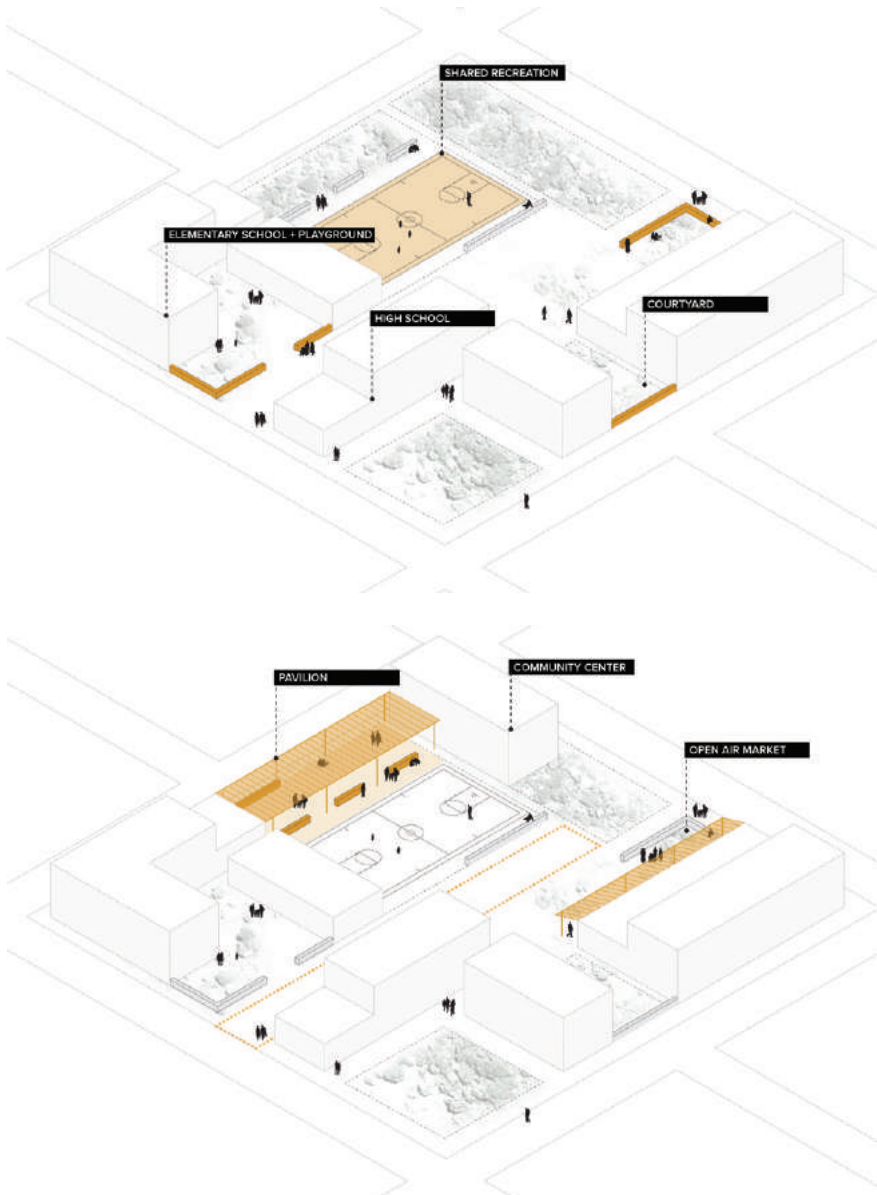 SHARED RECREATION
ELEMENTARY SCHOOL + PLAYGROUND
COURTYARD
HIGH SCHOOL
COMMUNITY CENTER
PAVILION
OPEN AIR MARKET